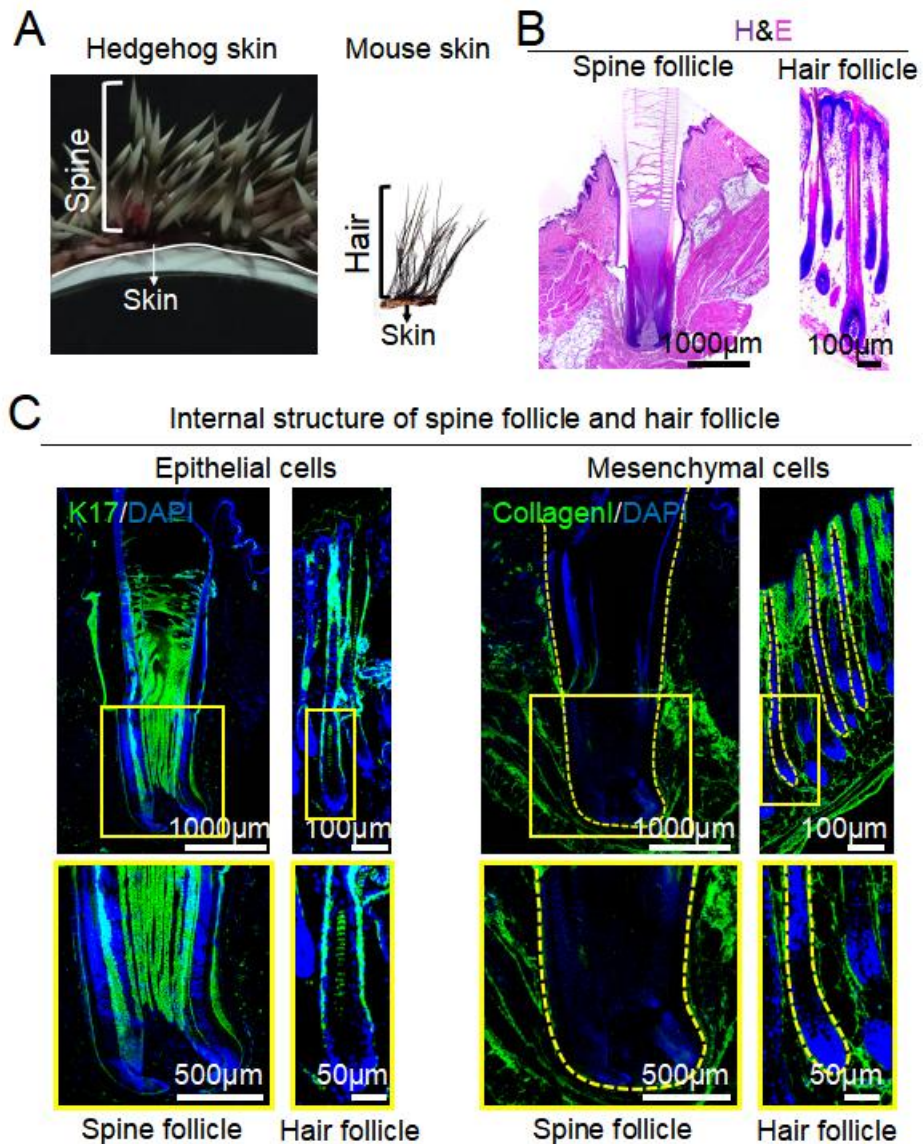 A
Hedgehog skin
Mouse skin
Spine
Skin
Hair
Skin
B
H&E
Spine follicle
Hair follicle
1000µm
100µm
C
Internal structure of spine follicle and hair follicle
Epithelial cells
Mesenchymal cells
K17/DAPI
CollagenI/DAPI
1000µm
100µm
1000µm
100µm
500µm
50µm
500µm
50µm
Spine follicle
Hair follicle
Spine follicle
Hair follicle